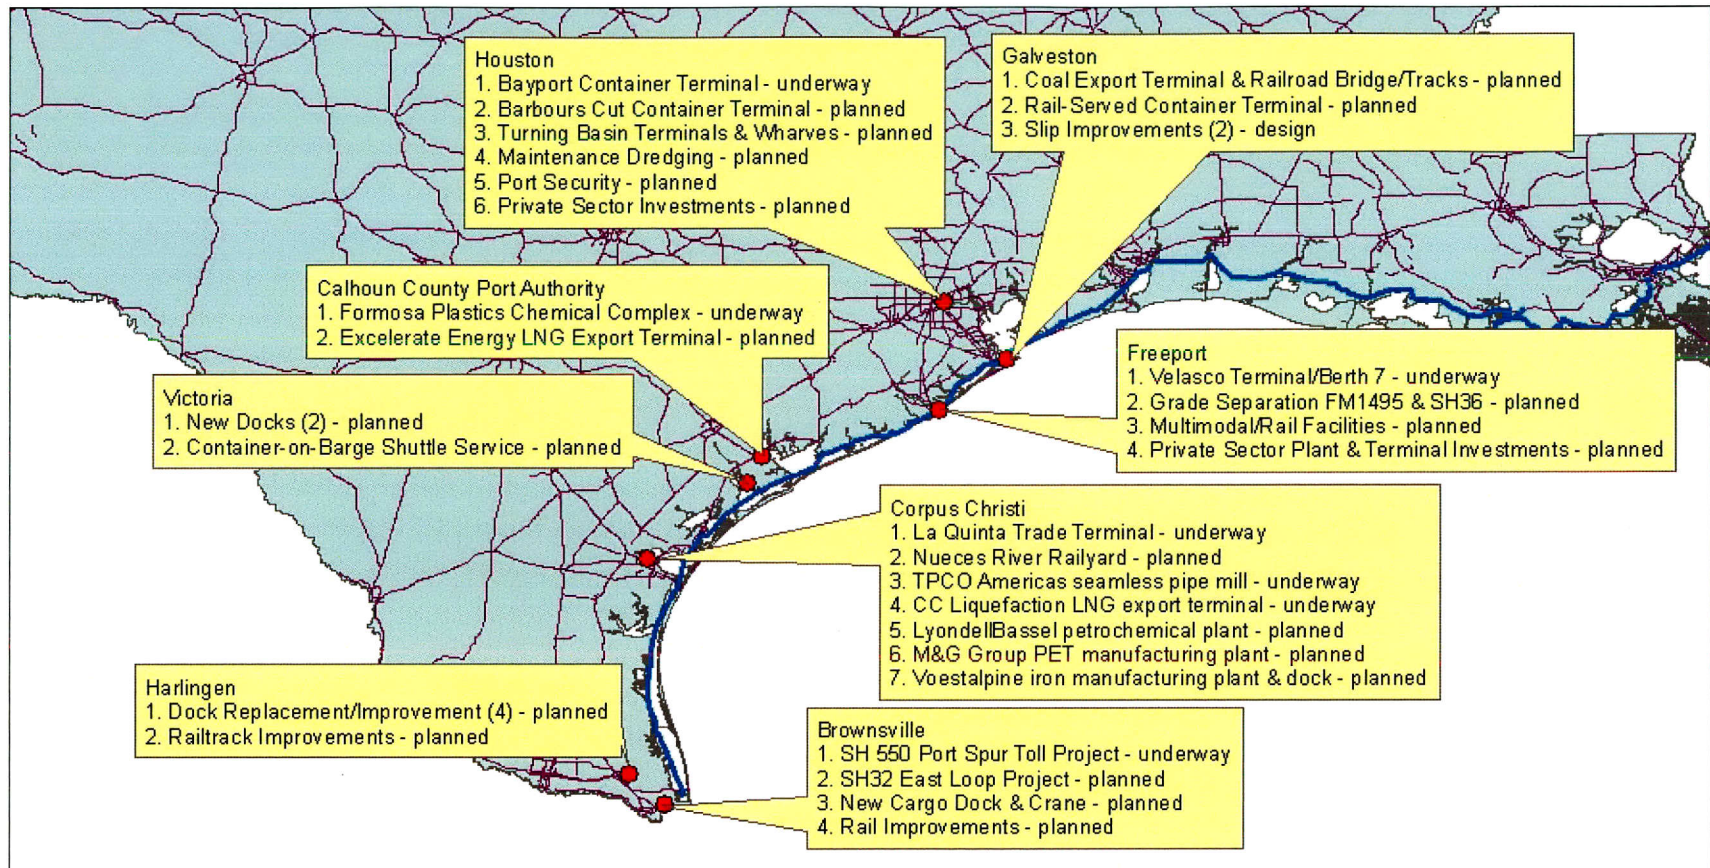 Houston
1. Bayport Container Terminal - underway
2. Barbours Cut Container Terminal - planned
3. Turning Basin Terminals & Wharves - planned
4. Maintenance Dredging - planned
5. Port Security - planned
6. Private Sector Investments - planned
Galveston
1. Coal Export Terminal & Railroad Bridge/Tracks - planned
2. Rail-Served Container Terminal - planned
3. Slip Improvements (2) - design
Calhoun County Port Authority
1. Formosa Plastics Chemical Complex - underway
2. Excelerate Energy LNG Export Terminal - planned
Freeport
1. Velasco Terminal/Berth 7 - underway
2. Grade Separation FM1495 & SH36 - planned
3. Multimodal/Rail Facilities - planned
4. Private Sector Plant & Terminal Investments - planned
Victoria
1. New Docks (2) - planned
2. Container-on-Barge Shuttle Service - planned
Corpus Christi
1. La Quinta Trade Terminal - underway
2. Nueces River Railyard - planned
3. TPCO Americas seamless pipe mill - underway
4. CC Liquefaction LNG export terminal - underway
5. LyondellBassel petrochemical plant - planned
6. M&G Group PET manufacturing plant - planned
7. Voestalpine iron manufacturing plant & dock - planned
Harlingen
1. Dock Replacement/Improvement (4) - planned
2. Railtrack Improvements - planned
Brownsville
1. SH 550 Port Spur Toll Project - underway
2. SH32 East Loop Project - planned
3. New Cargo Dock & Crane - planned
4. Rail Improvements - planned